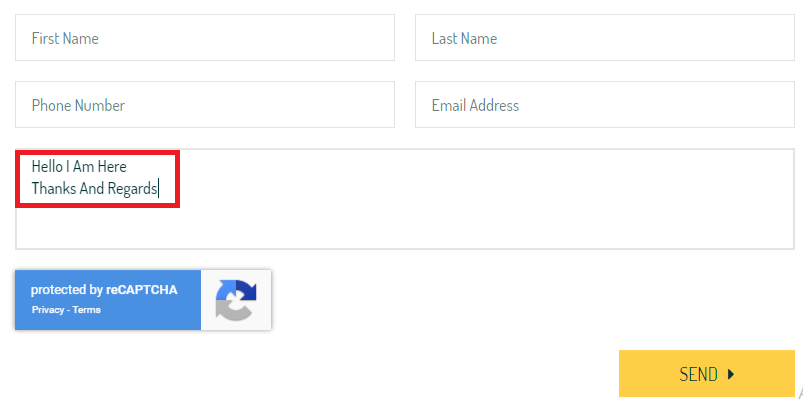 First Name
Last Name
Phone Number
Email Address
Hello I Am Here
Thanks And Regards
protected by reCAPTCHA
Privacy - Terms
SEND